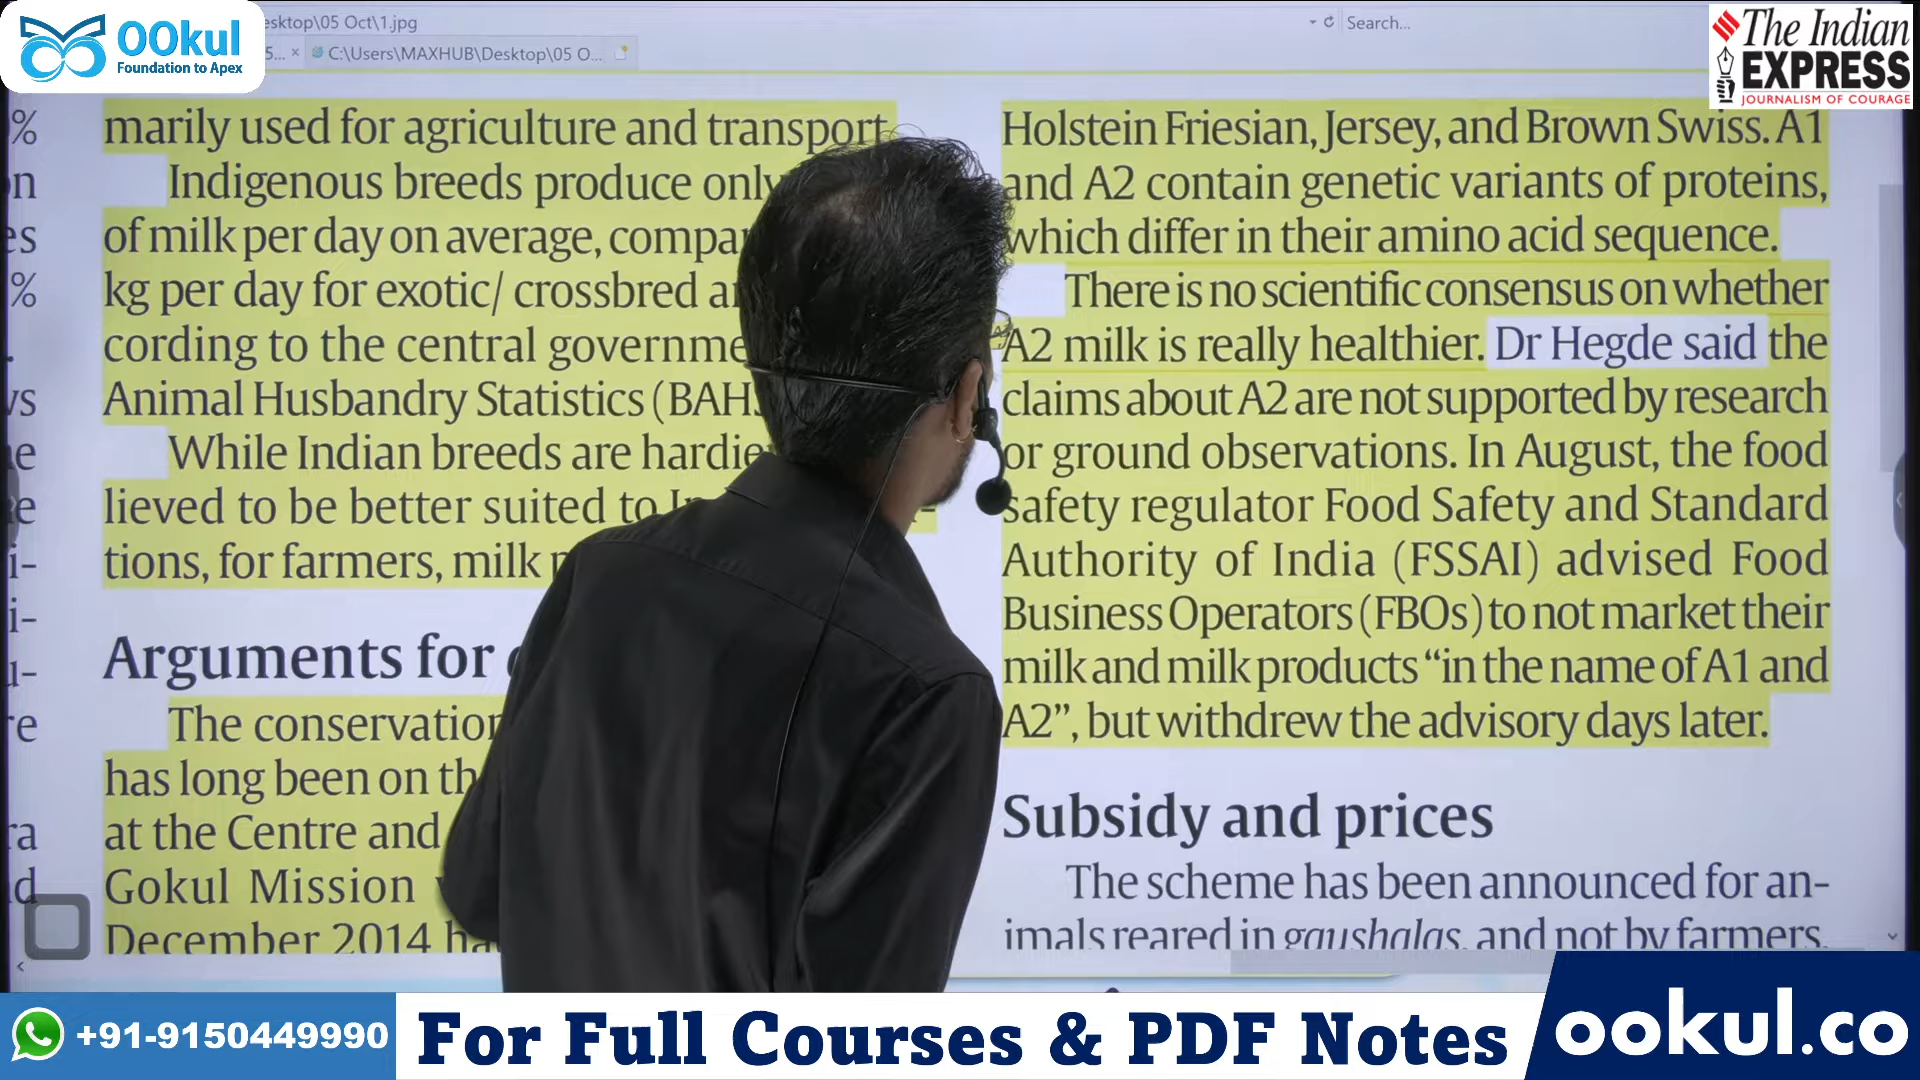 OOkul
Foundation to Apex
esktop\05 Oct\1.jpg
5... × C:\Users\MAXHUB\Desktop\05 O...
Search...
The Indian
EXPRESS
JOURNALISM OF COURAGE
%
n
es
%
.
vs
ne
e
i-
i-
u-
re
ra
nd
marily used for agriculture and transport
Indigenous breeds produce only
of milk per day on average, compa
kg per day for exotic/ crossbred a
cording to the central governme
Animal Husbandry Statistics (BAHS
While Indian breeds are hardie
lieved to be better suited to In
tions, for farmers, milk p
Arguments for
The conservation
has long been on th
at the Centre and
Gokul Mission
December 2014 ha
Holstein Friesian, Jersey, and Brown Swiss. A1
and A2 contain genetic variants of proteins,
which differ in their amino acid sequence.
There is no scientific consensus on whether
A2 milk is really healthier. Dr Hegde said the
claims about A2 are not supported by research
or ground observations. In August, the food
safety regulator Food Safety and Standard
Authority of India (FSSAI) advised Food
Business Operators (FBOs) to not market their
milk and milk products “in the name of A1 and
A2”, but withdrew the advisory days later.
Subsidy and prices
The scheme has been announced for an-
imals reared in gaushalas, and not by farmers.
+91-9150449990
For Full Courses & PDF Notes
ookul.co